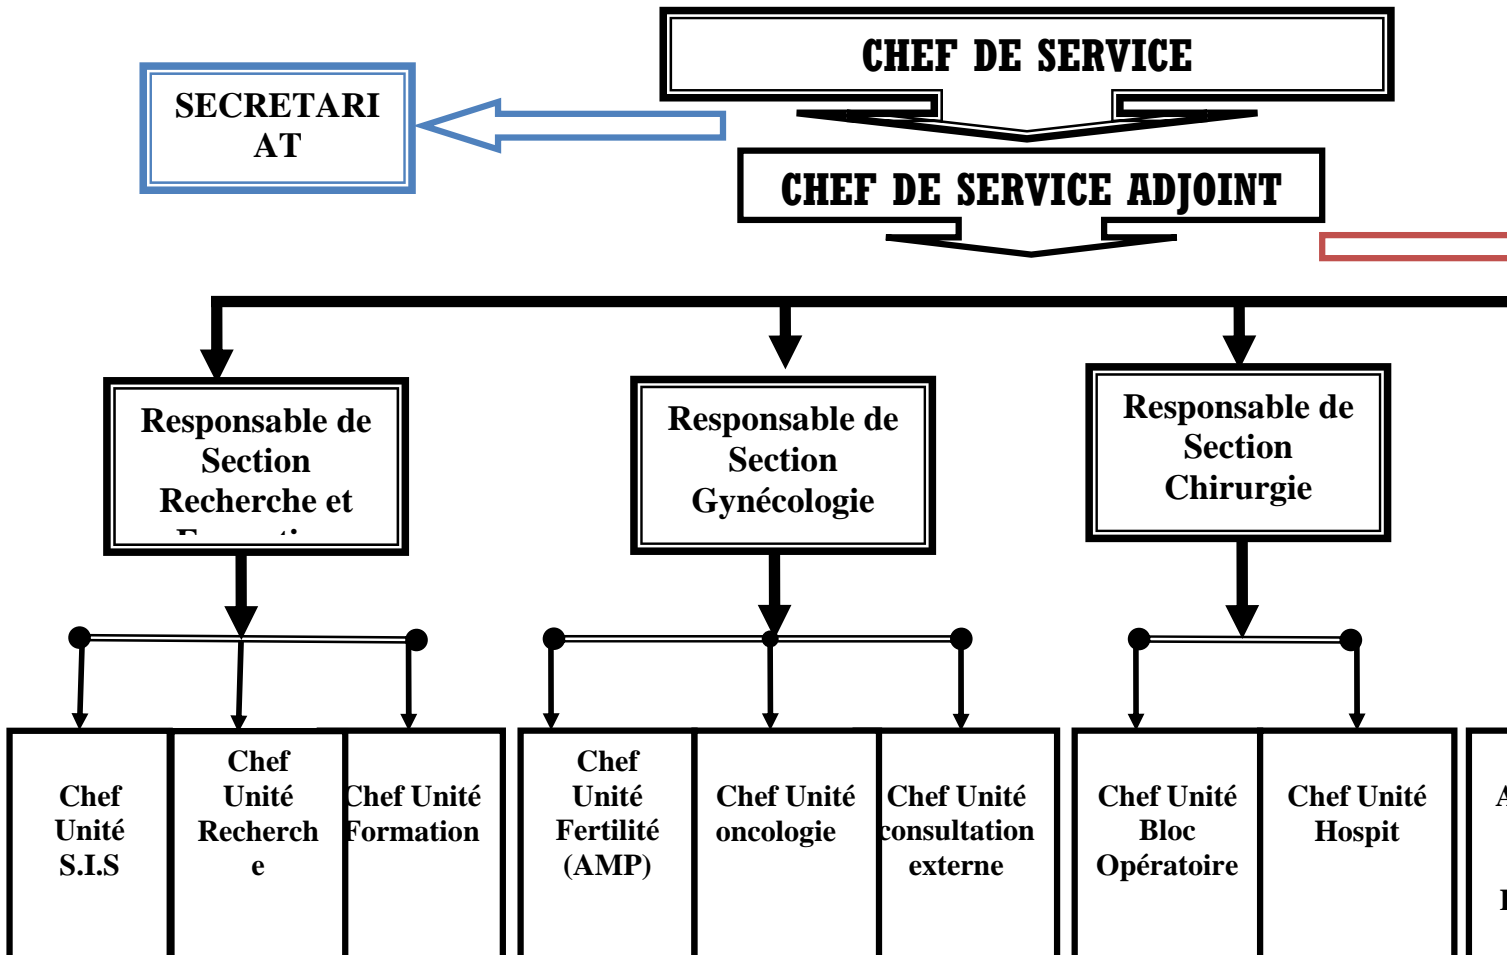 CHEF DE SERVICE
SECRETARI
AT
CHEF DE SERVICE ADJOINT
Responsable de
Section
Recherche et
Responsable de
Section
Gynécologie
Responsable de
Section
Chirurgie
Chef
Unité
S.I.S
Chef
Unité
Recherch
e
Chef Unité
Formation
Chef
Unité
Fertilité
(AMP)
Chef Unité
oncologie
Chef Unité
consultation
externe
Chef Unité
Bloc
Opératoire
Chef Unité
Hospit